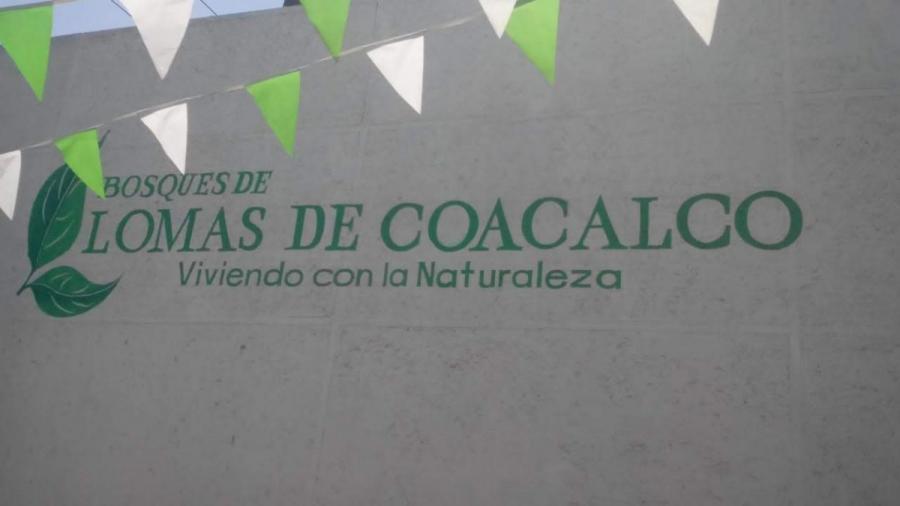 BOSQUES DE
LOMAS DE COACALCO
Viviendo con la Naturaleza